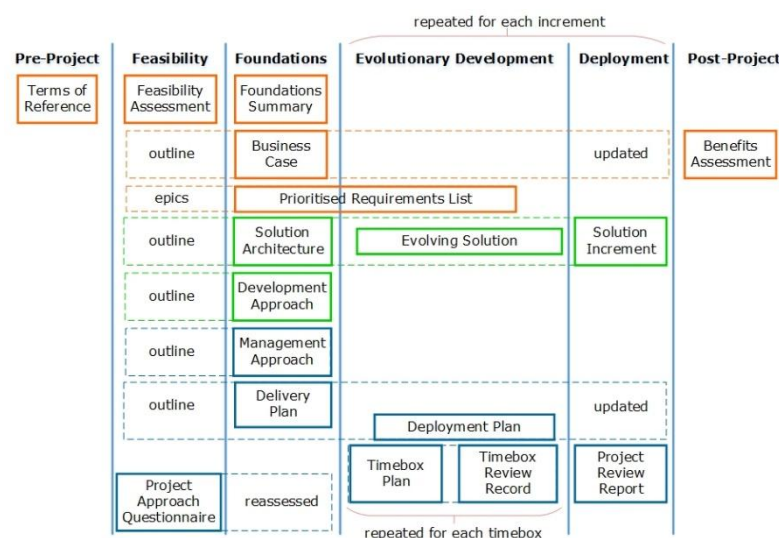 repeated for each increment
Pre-Project Feasibility Foundations Evolutionary Development Deployment Post-Project
Terms of
Reference
Feasibility
Assessment
Foundations
Summary
outline
Business
Case
updated
Benefits
Assessment
epics
Prioritised Requirements List
outline
Solution
Architecture
Evolving Solution
Solution
Increment
outline
Development
Approach
outline
Management
Approach
outline
Delivery
Plan
updated
Deployment Plan
Timebox
Plan
Timebox
Review
Record
Project
Review
Report
Project
Approach
Questionnaire
reassessed
repeated for each timebox